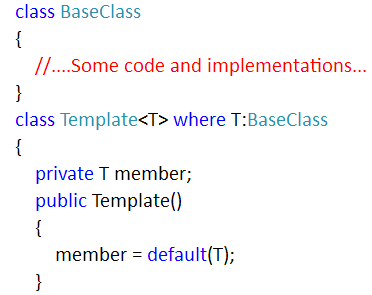 class BaseClass
{
//....Some code and implementations...
}
class Template<T> where T:BaseClass
{
private T member;
public Template()
{
member = default(T);
}